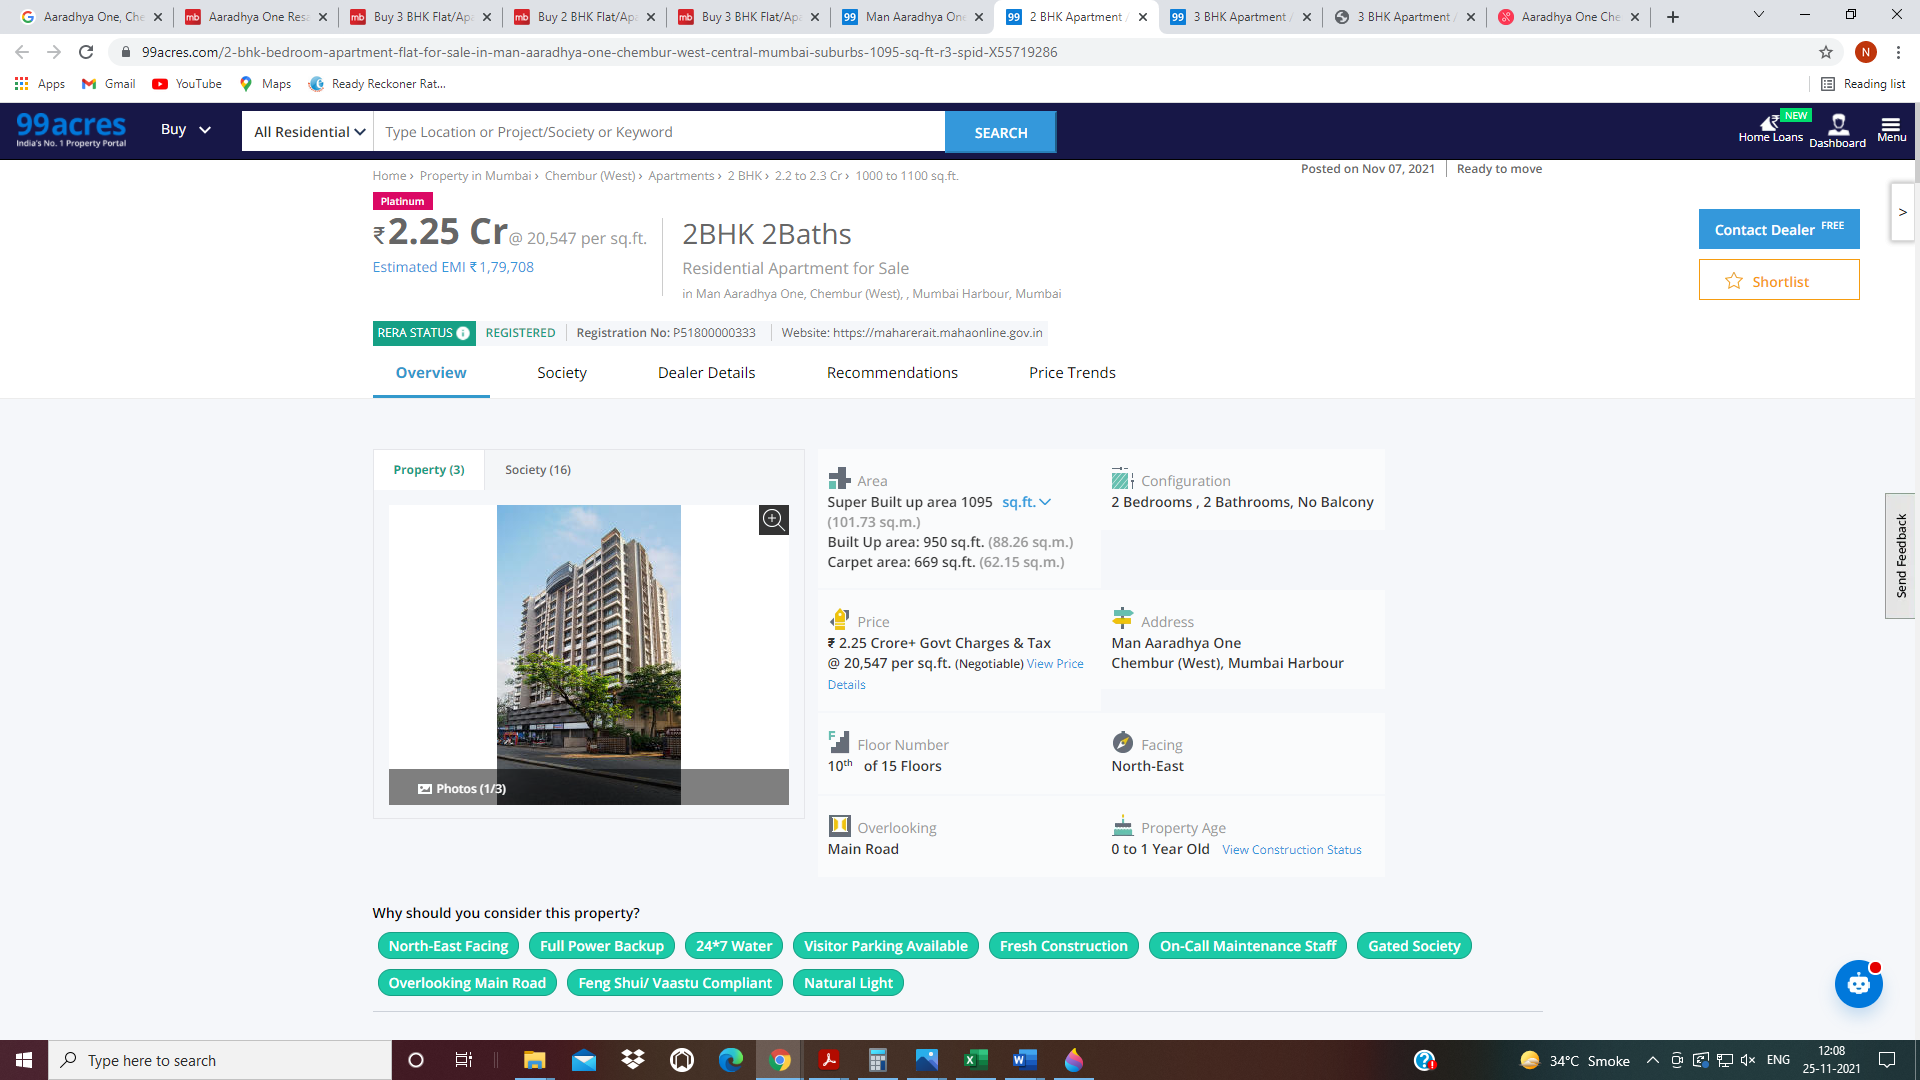 Aaradhya One, Che
Aaradhya One Resa
Buy 3 BHK Flat/Apa
Buy 2 BHK Flat/Apa
Buy 3 BHK Flat/Apa
Man Aaradhya One
2 BHK Apartment /
3 BHK Apartment /
3 BHK Apartment /
Aaradhya One Che
99acres.com/2-bhk-bedroom-apartment-flat-for-sale-in-man-aaradhya-one-chembur-west-central-mumbai-suburbs-1095-sq-ft-r3-spid-X55719286
N
Apps Gmail YouTube Maps Ready Reckoner Rat... Reading list
99acres
India's No. 1 Property Portal
Buy
All Residential
Type Location or Project/Society or Keyword
SEARCH
NEW
Home Loans
Dashboard
Menu
Home › Property in Mumbai › Chembur (West) › Apartments › 2 BHK › 2.2 to 2.3 Cr › 1000 to 1100 sq.ft.
Posted on Nov 07, 2021 Ready to move
Platinum
₹ 2.25 Cr @ 20,547 per sq.ft.
Estimated EMI ₹ 1,79,708
2BHK 2Baths
Residential Apartment for Sale
in Man Aaradhya One, Chembur (West), , Mumbai Harbour, Mumbai
Contact Dealer FREE
Shortlist
>
RERA STATUS i REGISTERED Registration No: P51800000333 Website: https://maharerait.mahaonline.gov.in
Overview Society Dealer Details Recommendations Price Trends
Property (3) Society (16)
Photos (1/3)
Area
Super Built up area 1095 sq.ft.
(101.73 sq.m.)
Built Up area: 950 sq.ft. (88.26 sq.m.)
Carpet area: 669 sq.ft. (62.15 sq.m.)
Configuration
2 Bedrooms , 2 Bathrooms, No Balcony
Price
₹ 2.25 Crore+ Govt Charges & Tax
@ 20,547 per sq.ft. (Negotiable) View Price
Details
Address
Man Aaradhya One
Chembur (West), Mumbai Harbour
Floor Number
10th of 15 Floors
Facing
North-East
Overlooking
Main Road
Property Age
0 to 1 Year Old View Construction Status
Send Feedback
Why should you consider this property?
North-East Facing Full Power Backup 24*7 Water Visitor Parking Available Fresh Construction On-Call Maintenance Staff Gated Society
Overlooking Main Road Feng Shui/ Vaastu Compliant Natural Light
Type here to search
34°C Smoke
ENG
12:08
25-11-2021